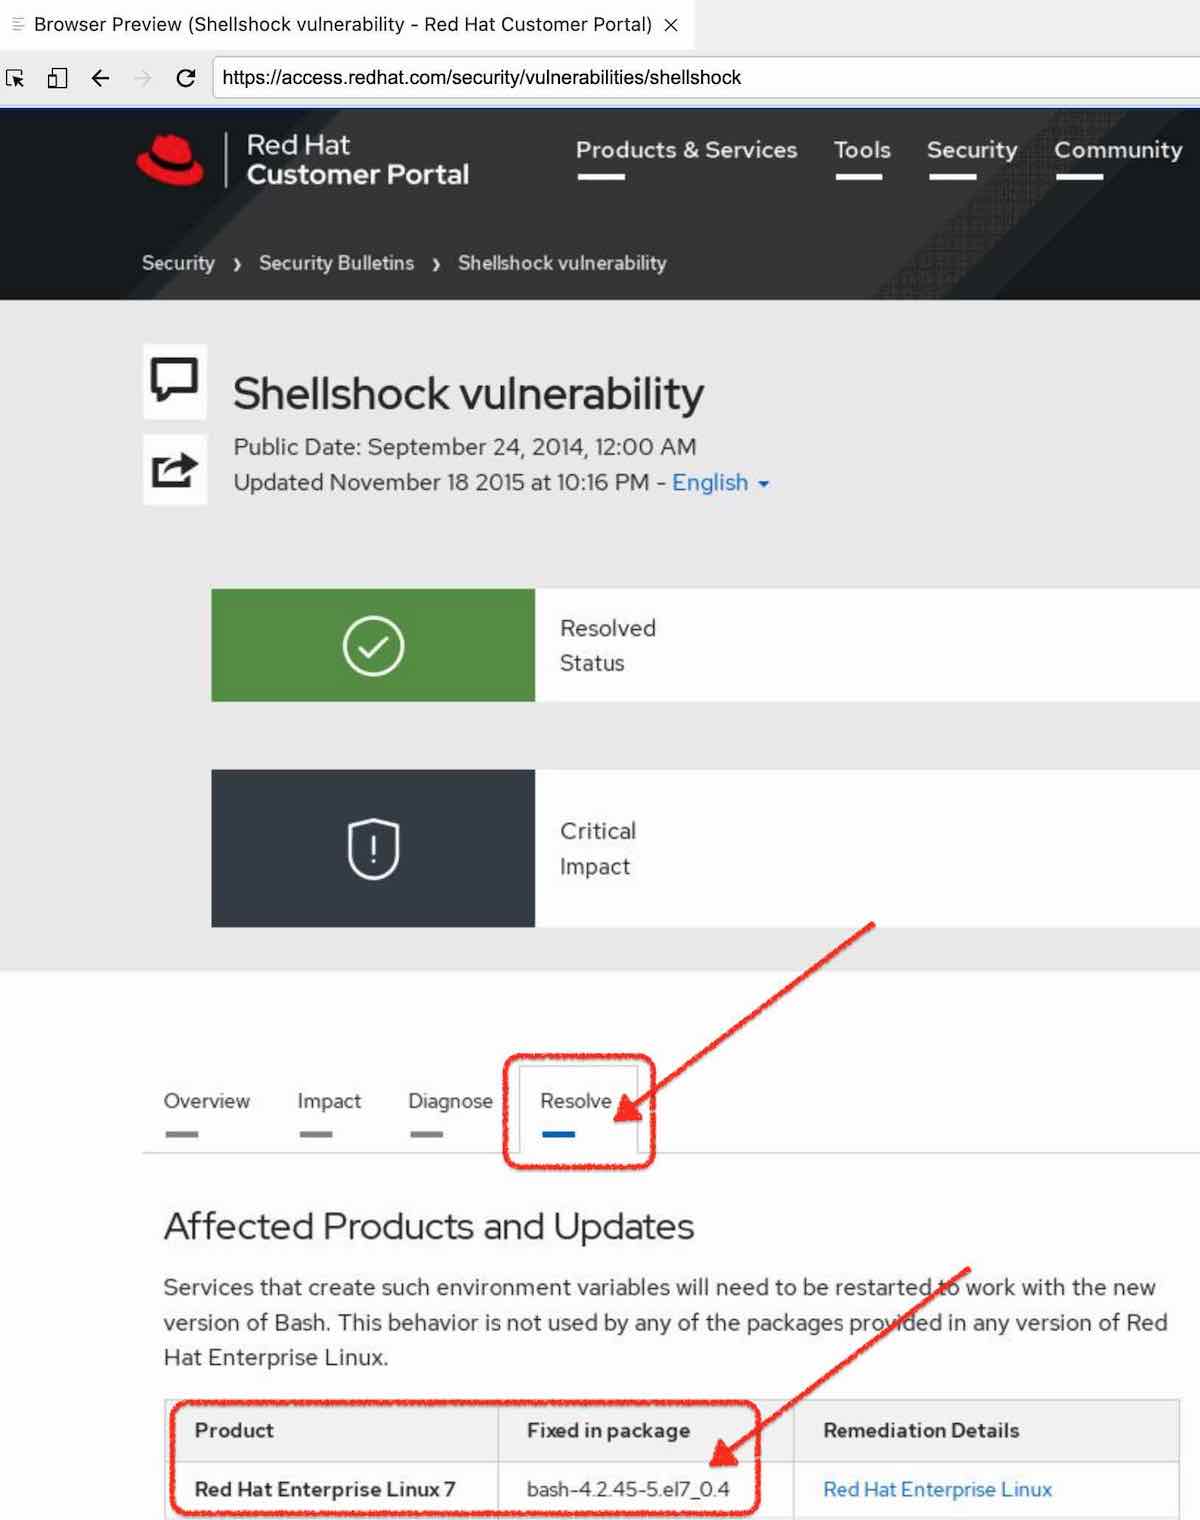 Browser Preview (Shellshock vulnerability - Red Hat Customer Portal)
https://access.redhat.com/security/vulnerabilities/shellshock
Red Hat
Customer Portal
Products & Services Tools Security Community
Security Security Bulletins Shellshock vulnerability
Shellshock vulnerability
Public Date: September 24, 2014, 12:00 AM
Updated November 18 2015 at 10:16 PM - English
Resolved
Status
Critical
Impact
Overview Impact Diagnose Resolve
Affected Products and Updates
Services that create such environment variables will need to be restarted to work with the new
version of Bash. This behavior is not used by any of the packages provided in any version of Red
Hat Enterprise Linux.
Product Fixed in package Remediation Details
Red Hat Enterprise Linux 7 bash-4.2.45-5.el7_0.4 Red Hat Enterprise Linux